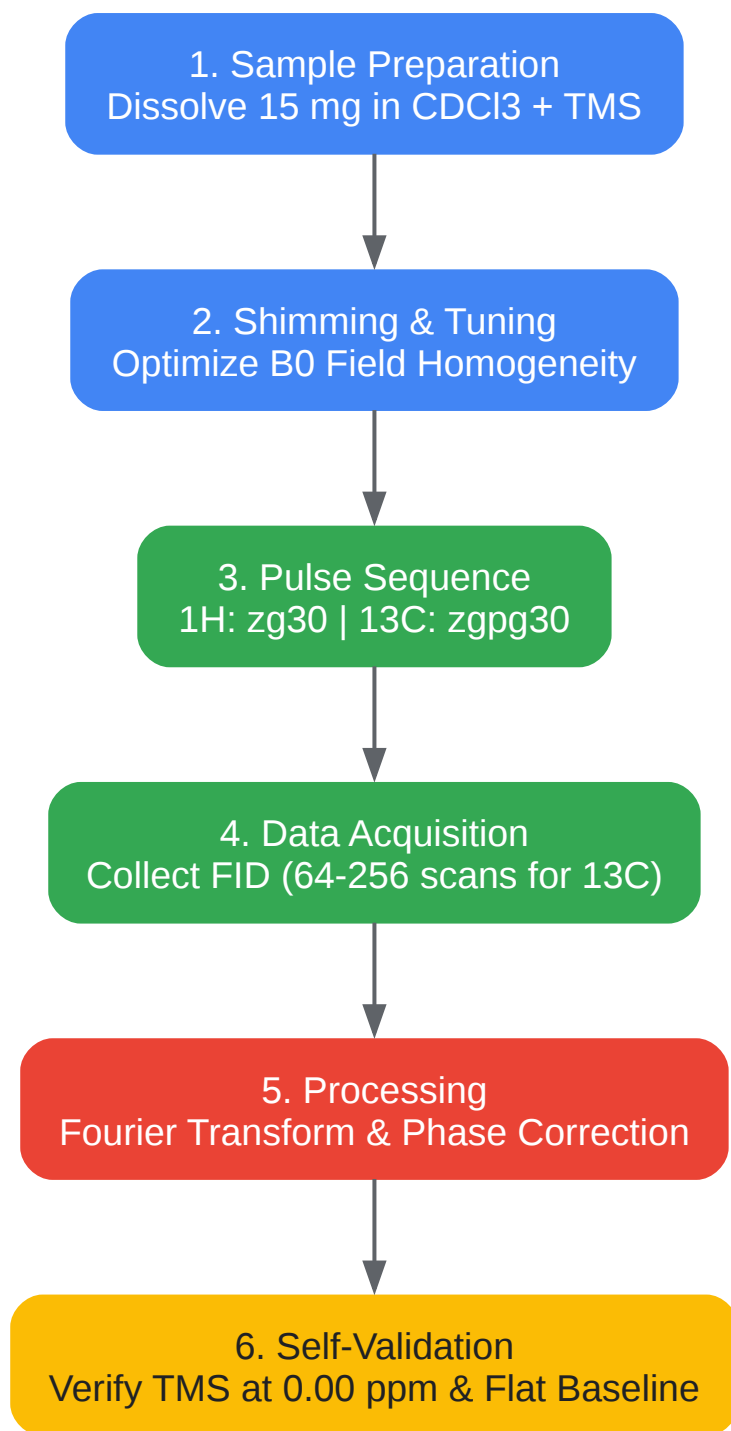 1. Sample Preparation
Dissolve 15 mg in CDCl3 + TMS
2. Shimming & Tuning
Optimize B0 Field Homogeneity
3. Pulse Sequence
1H: zg30 | 13C: zgpg30
4. Data Acquisition
Collect FID (64-256 scans for 13C)
5. Processing
Fourier Transform & Phase Correction
6. Self-Validation
Verify TMS at 0.00 ppm & Flat Baseline